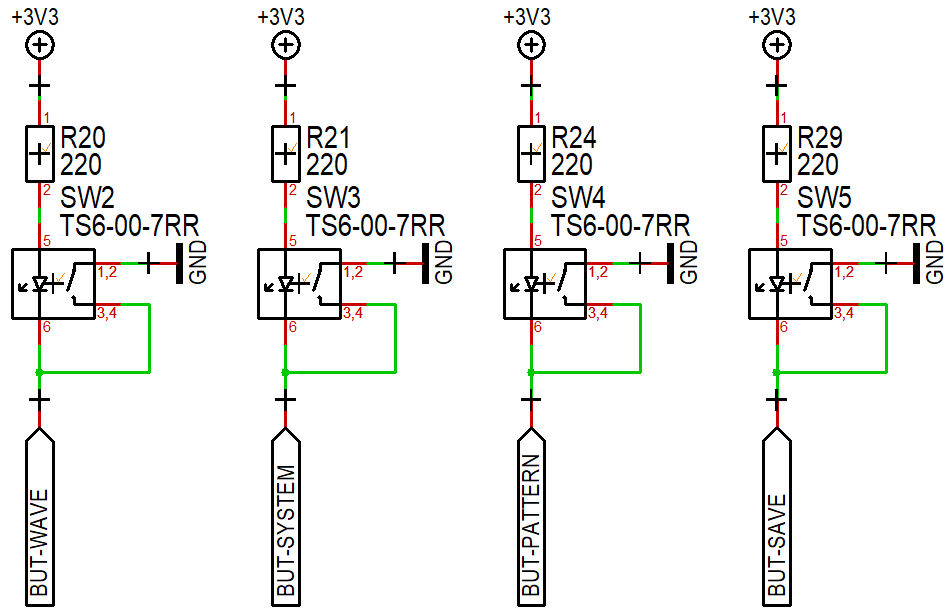 +3V3
+3V3
+3V3
+3V3
1
R20
220
2
SW2
TS6-00-7RR
5
1,2
GND
3,4
6
BUT-WAVE
1
R21
220
2
SW3
TS6-00-7RR
5
1,2
GND
3,4
6
BUT-SYSTEM
1
R24
220
2
SW4
TS6-00-7RR
5
1,2
GND
3,4
6
BUT-PATTERN
1
R29
220
2
SW5
TS6-00-7RR
5
1,2
GND
3,4
6
BUT-SAVE